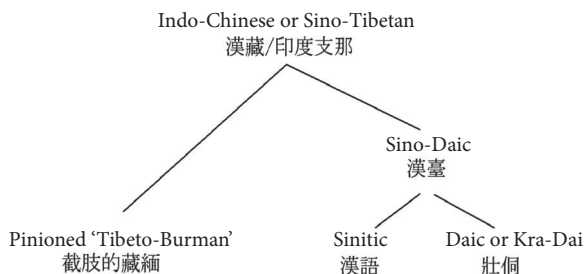 Indo-Chinese or Sino-Tibetan
漢藏/印度支那
Sino-Daic
漢臺
Pinioned ‘Tibeto-Burman’
截肢的藏緬
Sinitic
漢語
Daic or Kra-Dai
壯侗